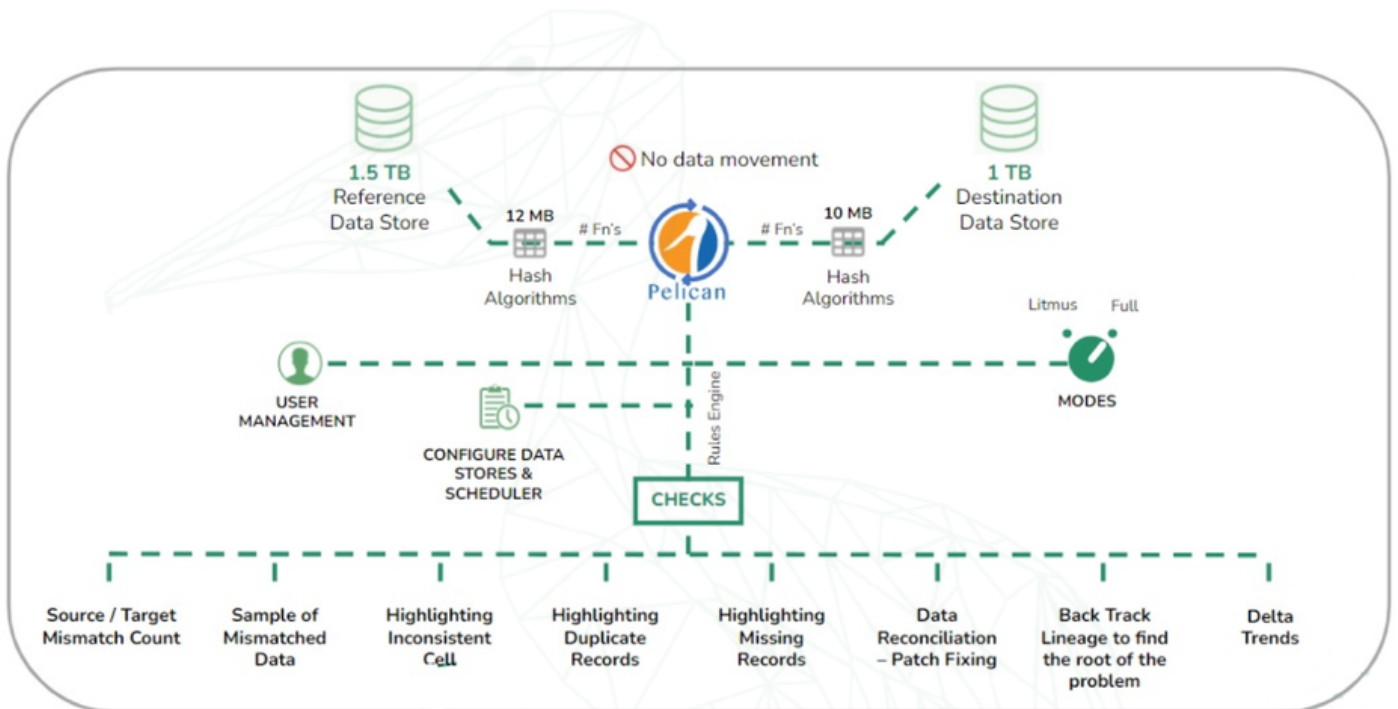 1.5 TB
Reference
Data Store
No data movement
1 TB
Destination
Data Store
12 MB
# Fn's
Hash
Algorithms
Pelican
# Fn's
10 MB
Hash
Algorithms
Litmus
Full
USER
MANAGEMENT
MODES
CONFIGURE DATA
STORES &
SCHEDULER
Rules Engine
CHECKS
Source / Target
Mismatch Count
Sample of
Mismatched
Data
Highlighting
Inconsistent
Cell
Highlighting
Duplicate
Records
Highlighting
Missing
Records
Data
Reconciliation
– Patch Fixing
Back Track
Lineage to find
the root of the
problem
Delta
Trends